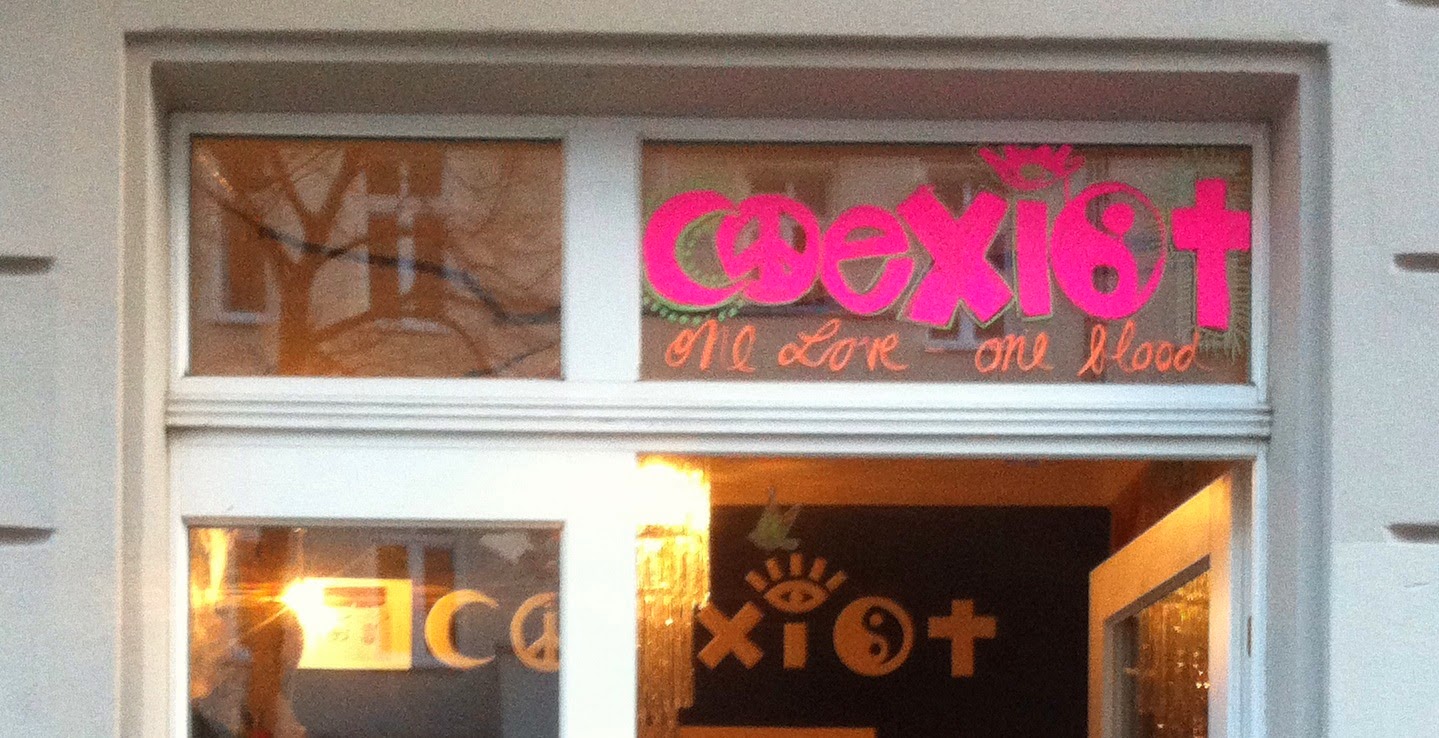 coexist
one Love - one blood
COexist